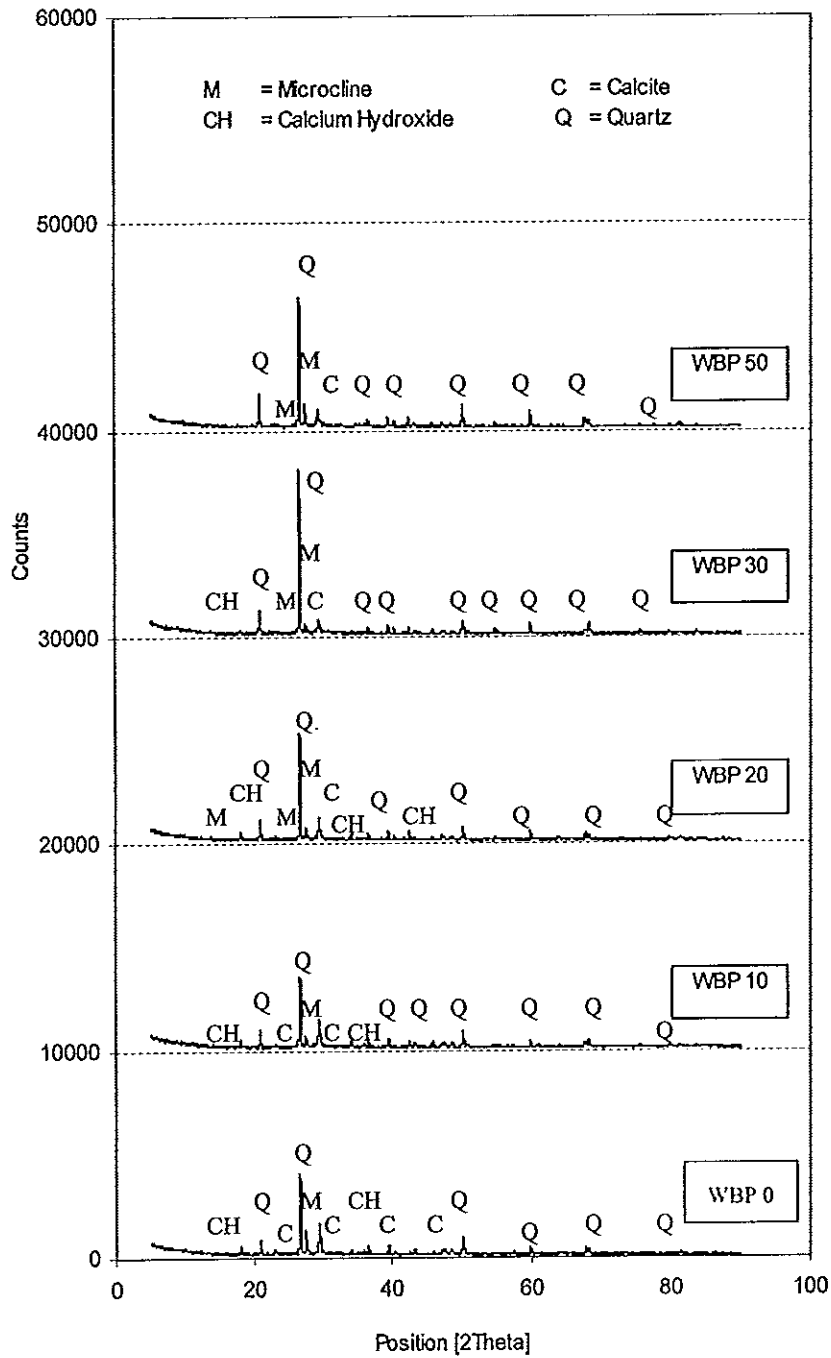 60000
M = Microcline C = Calcite
CH = Calcium Hydroxide Q = Quartz
50000
Q
Q M C Q Q Q Q Q WBP 50
M Q
40000
Q
M
Q WBP 30
CH M C Q Q Q Q Q Q Q
30000
Q
Q M WBP 20
CH C Q Q
M M CH CH Q Q Q
20000
Q
Q M Q Q Q Q Q WBP 10
CH C C CH Q
10000
Q
Q M CH Q WBP 0
CH C C C C Q Q Q
0
0 20 40 60 80 100
Counts
Position [2Theta]